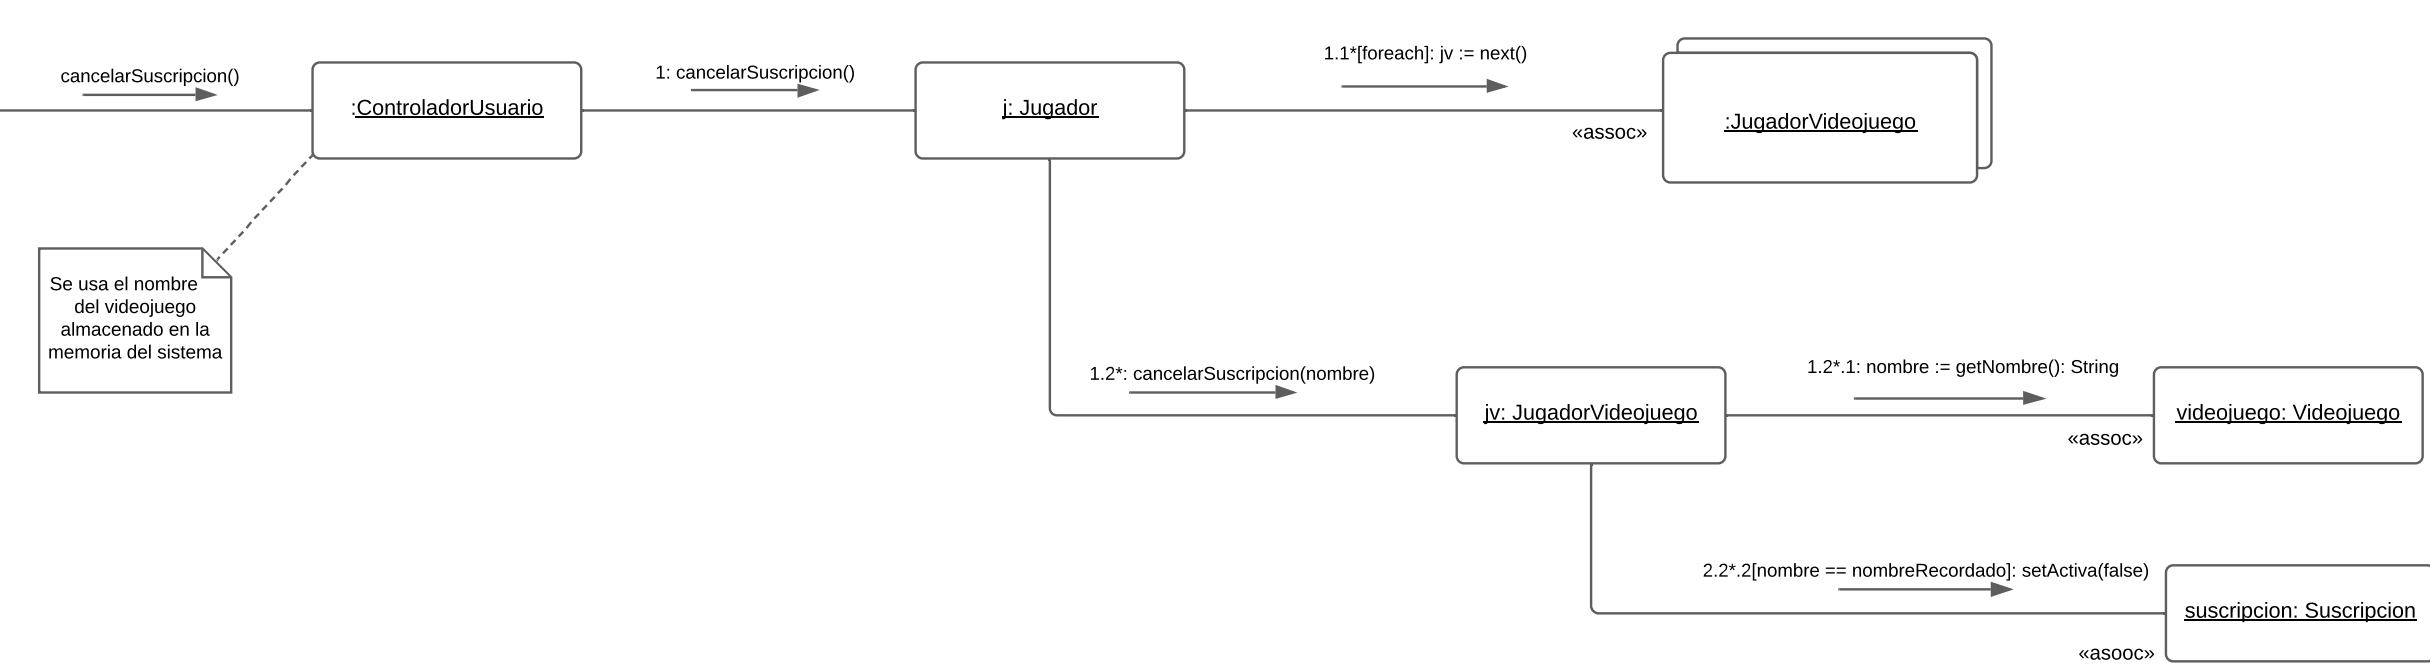 cancelarSuscripcion()
:ControladorUsuario
1: cancelarSuscripcion()
j: Jugador
1.1*[foreach]: jv := next()
«assoc»
:JugadorVideojuego
Se usa el nombre
del videojuego
almacenado en la
memoria del sistema
1.2*: cancelarSuscripcion(nombre)
jv: JugadorVideojuego
1.2*.1: nombre := getNombre(): String
«assoc»
videojuego: Videojuego
2.2*.2[nombre == nombreRecordado]: setActiva(false)
suscripcion: Suscripcion
«asooc»